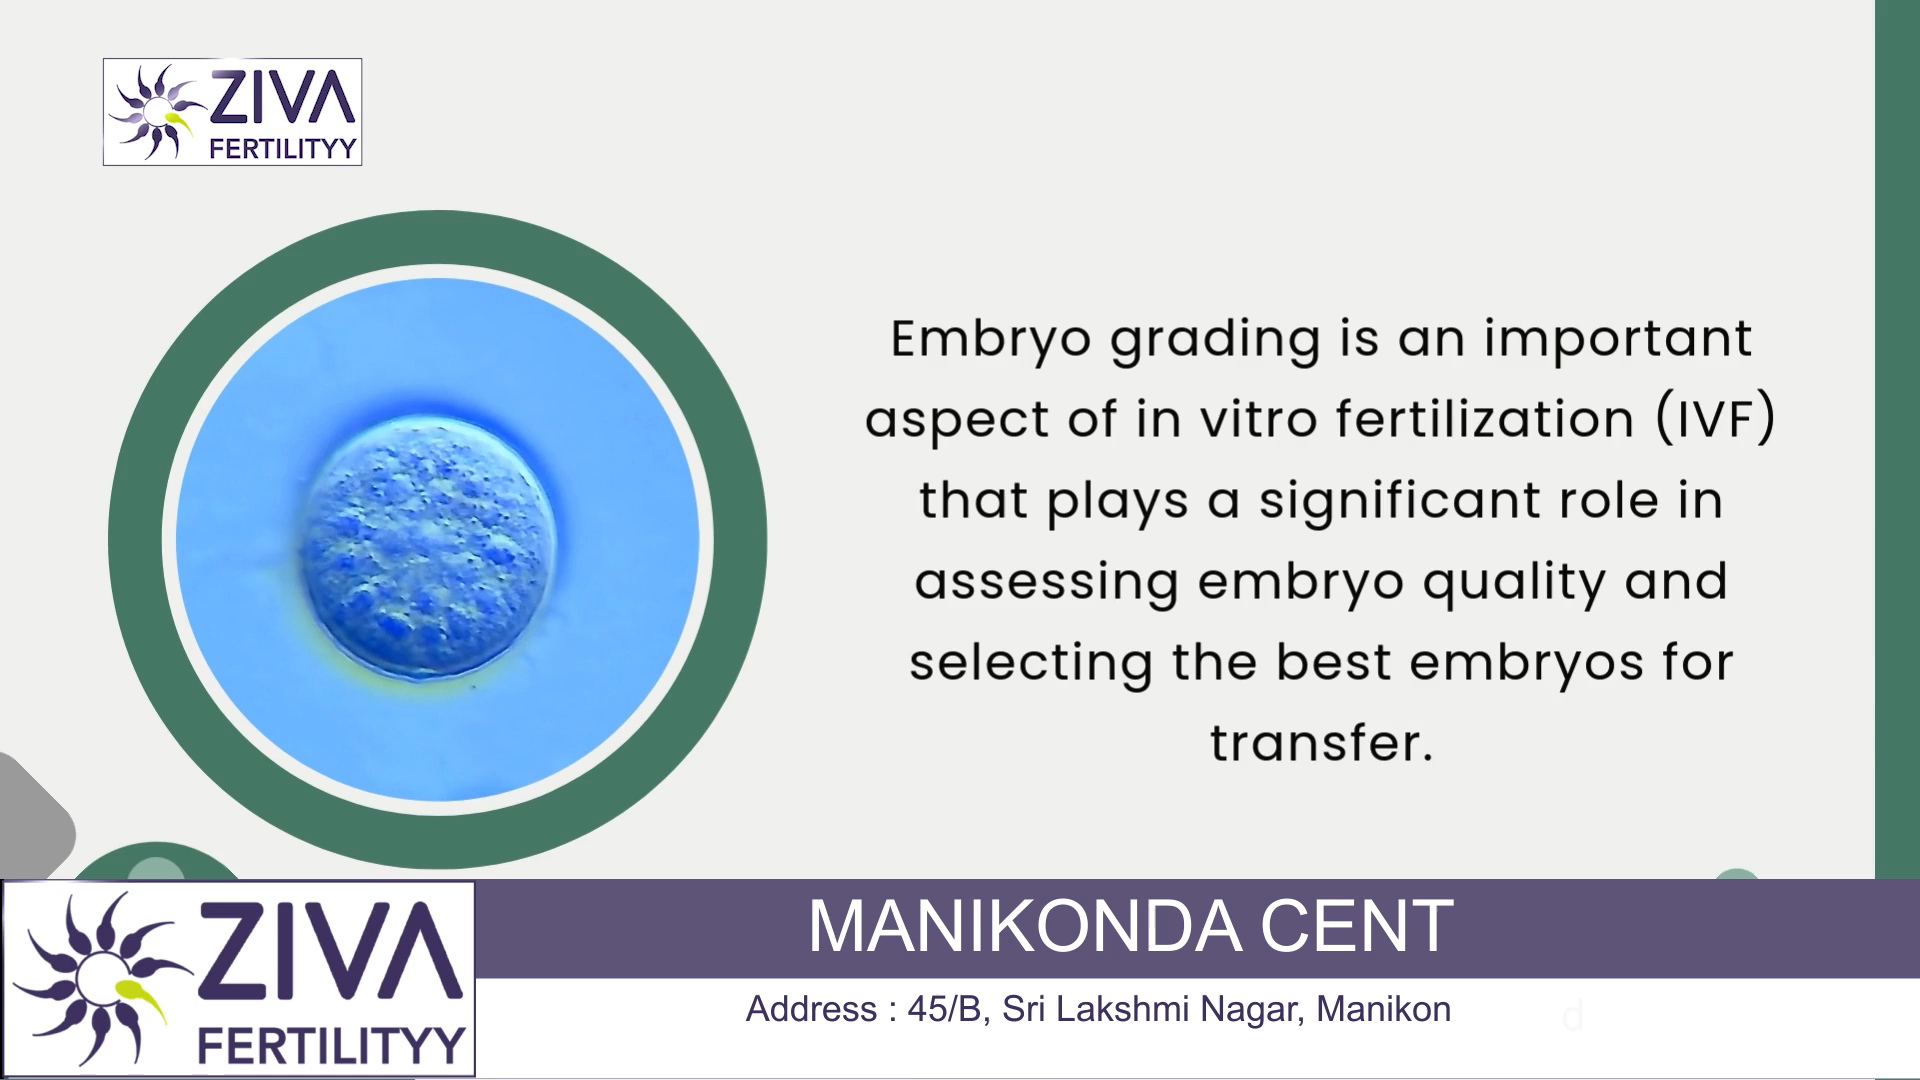 ZIVA
FERTILITYY
Embryo grading is an important
aspect of in vitro fertilization (IVF)
that plays a significant role in
assessing embryo quality and
selecting the best embryos for
transfer.
ZIVA
FERTILITYY
MANIKONDA CENT
Address : 45/B, Sri Lakshmi Nagar, Manikon d